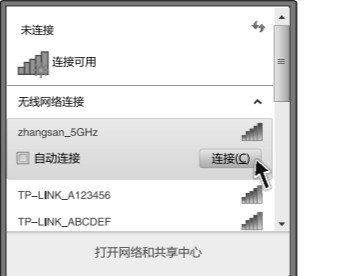 未连接
连接可用
无线网络连接
zhangsan_5GHz
自动连接
连接(C)
TP-LINK_A123456
TP-LINK_ABCDEF
打开网络和共享中心